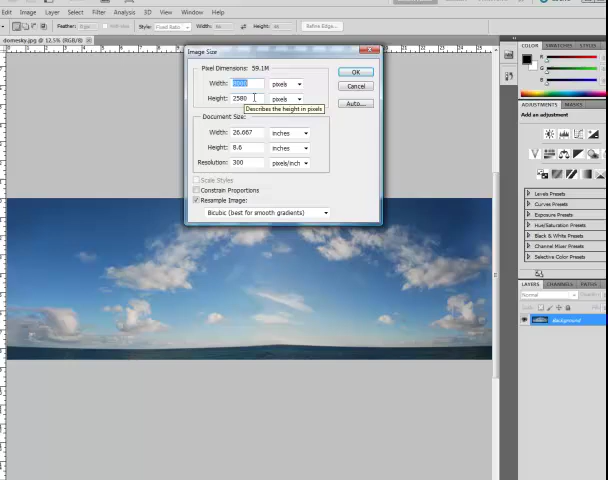 Edit Image Layer Select Filter Analysis 3D View Window Help
Feather: Style: Fixed Ratio Width: Height: Refine Edge...
domesky.jpg @ 12.5% (RGB/8)
Image Size
Pixel Dimensions: 59.1M
Width: 8000 pixels
Height: 2580 pixels
Describes the height in pixels
Document Size:
Width: 26.667 inches
Height: 8.6 inches
Resolution: 300 pixels/inch
Scale Styles
Constrain Proportions
Resample Image:
Bicubic (best for smooth gradients)
OK
Cancel
Auto...
COLOR SWATCHES STYLES
R
G
B
ADJUSTMENTS MASKS
Add an adjustment
Levels Presets
Curves Presets
Exposure Presets
Hue/Saturation Presets
Black & White Presets
Channel Mixer Presets
Selective Color Presets
LAYERS CHANNELS PATHS
Normal
Lock:
Background